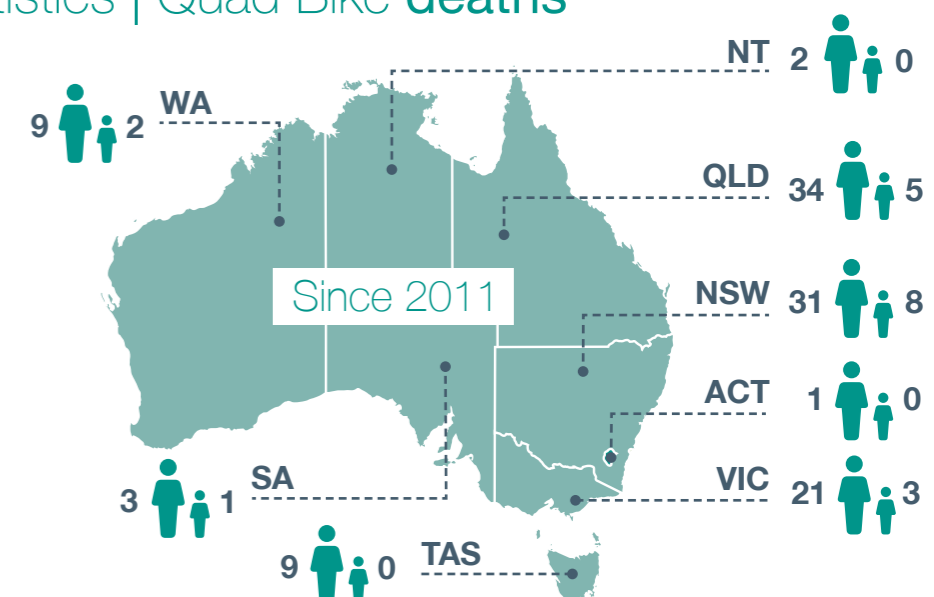 | Quad Bike deaths
NT 2 0
WA
9 2
QLD 34 5
Since 2011
NSW 31 8
ACT 1 0
SA
3 1
VIC 21 3
TAS
9 0